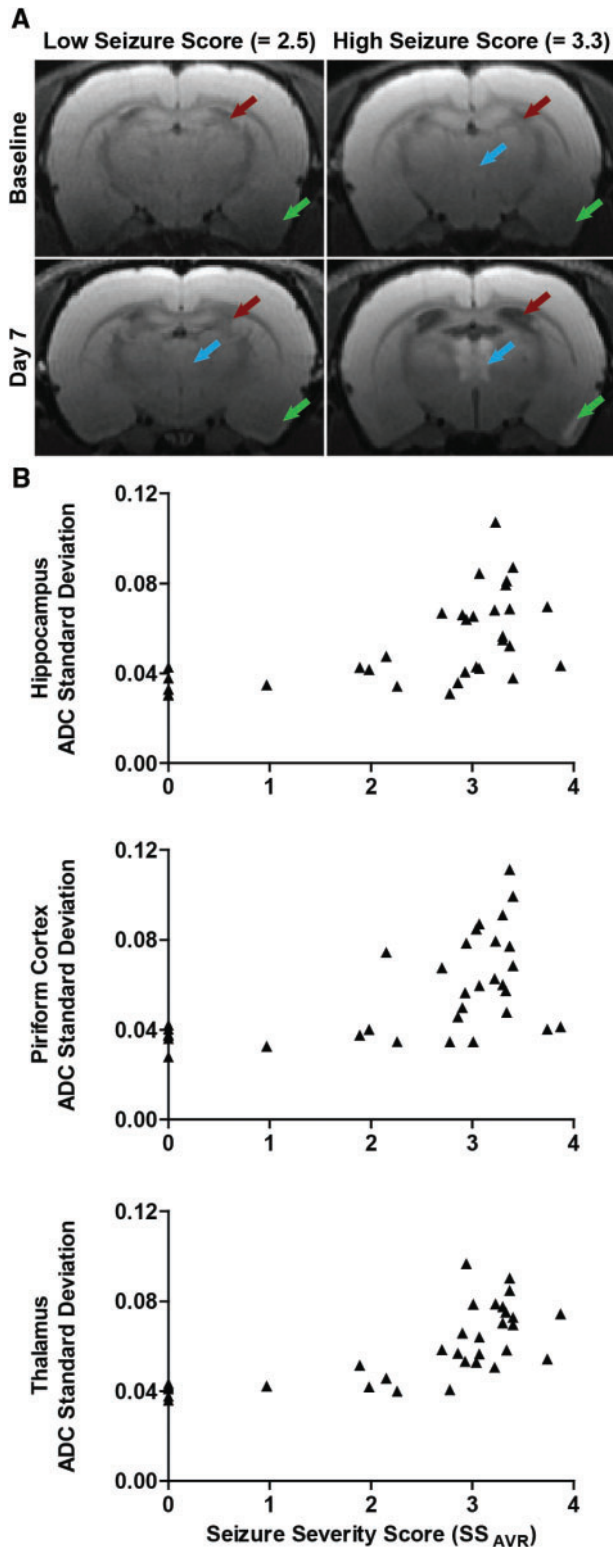 A
Low Seizure Score (= 2.5) High Seizure Score (= 3.3)
Baseline
Day 7
B
Hippocampus
ADC Standard Deviation
0.12
0.08
0.04
0.00
0 1 2 3 4
Piriform Cortex
ADC Standard Deviation
0.12
0.08
0.04
0.00
0 1 2 3 4
Thalamus
ADC Standard Deviation
0.12
0.08
0.04
0.00
0 1 2 3 4
Seizure Severity Score (SS AVR)